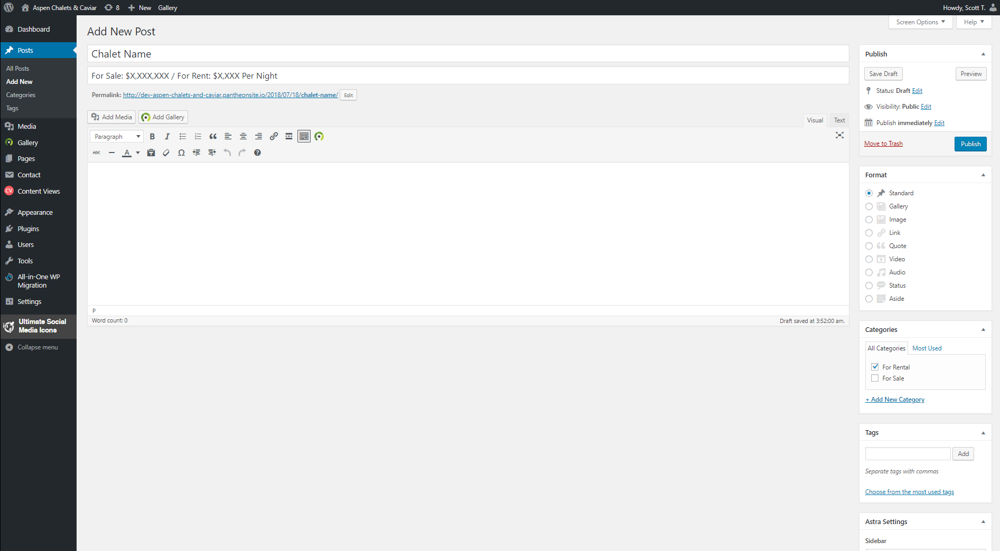 Aspen Chalets & Caviar 8 New Gallery Howdy, Scott T.
Screen Options Help
Dashboard
Posts
All Posts
Add New
Categories
Tags
Media
Gallery
Pages
Contact
CV Content Views
Appearance
Plugins
Users
Tools
All-in-One WP
Migration
Settings
Ultimate Social
Media Icons
Collapse menu
Add New Post
Chalet Name
For Sale: $X,XXX,XXX / For Rent: $X,XXX Per Night
Permalink: http://dev-aspen-chalets-and-caviar.pantheonsite.io/2018/07/18/chalet-name/ Edit
Add Media Add Gallery
Visual Text
Paragraph B I
ABC A Ω
P
Word count: 0 Draft saved at 3:52:00 am.
Publish
Save Draft Preview
Status: Draft Edit
Visibility: Public Edit
Publish immediately Edit
Move to Trash Publish
Format
Standard
Gallery
Image
Link
Quote
Video
Audio
Status
Aside
Categories
All Categories Most Used
For Rental
For Sale
+ Add New Category
Tags
Add
Separate tags with commas
Choose from the most used tags
Astra Settings
Sidebar